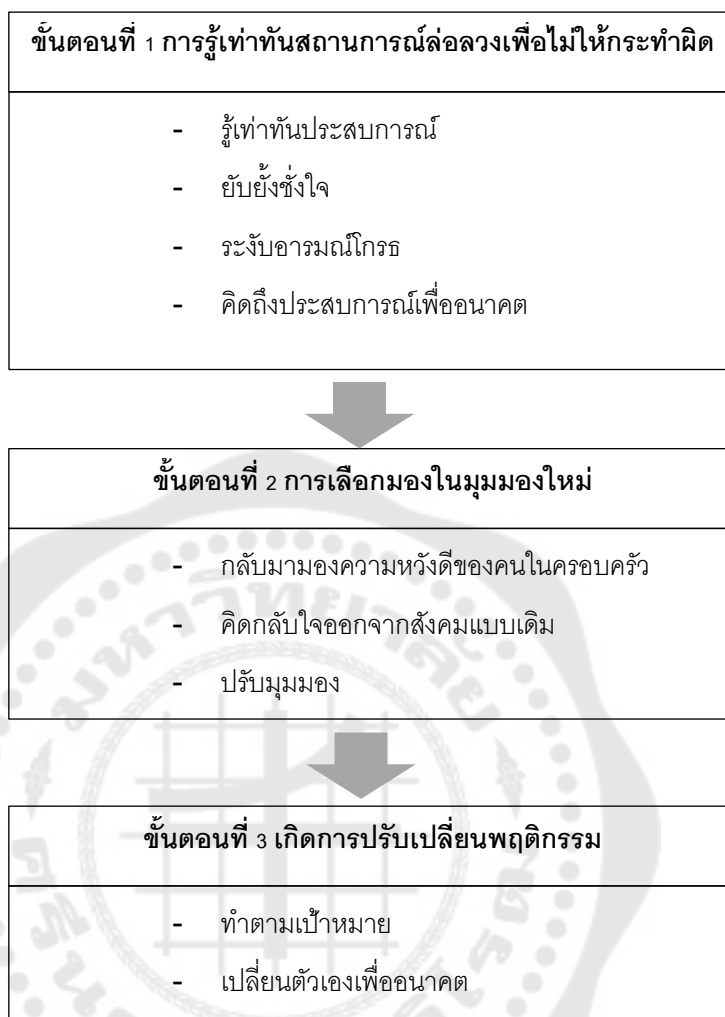 ขั้นตอนที่ 1 การรู้เท่าทันสถานการณ์ล่อลวงเพื่อไม่ให้กระทำผิด
- รู้เท่าทันประสบการณ์
- ยับยั้งชั่งใจ
- ระงับอารมณ์โกรธ
- คิดถึงประสบการณ์เพื่ออนาคต
ขั้นตอนที่ 2 การเลือกมองในมุมมองใหม่
- กลับมามองความหวังดีของคนในครอบครัว
- คิดกลับใจออกจากสังคมแบบเดิม
- ปรับมุมมอง
ขั้นตอนที่ 3 เกิดการปรับเปลี่ยนพฤติกรรม
- ทำตามเป้าหมาย
- เปลี่ยนตัวเองเพื่ออนาคต